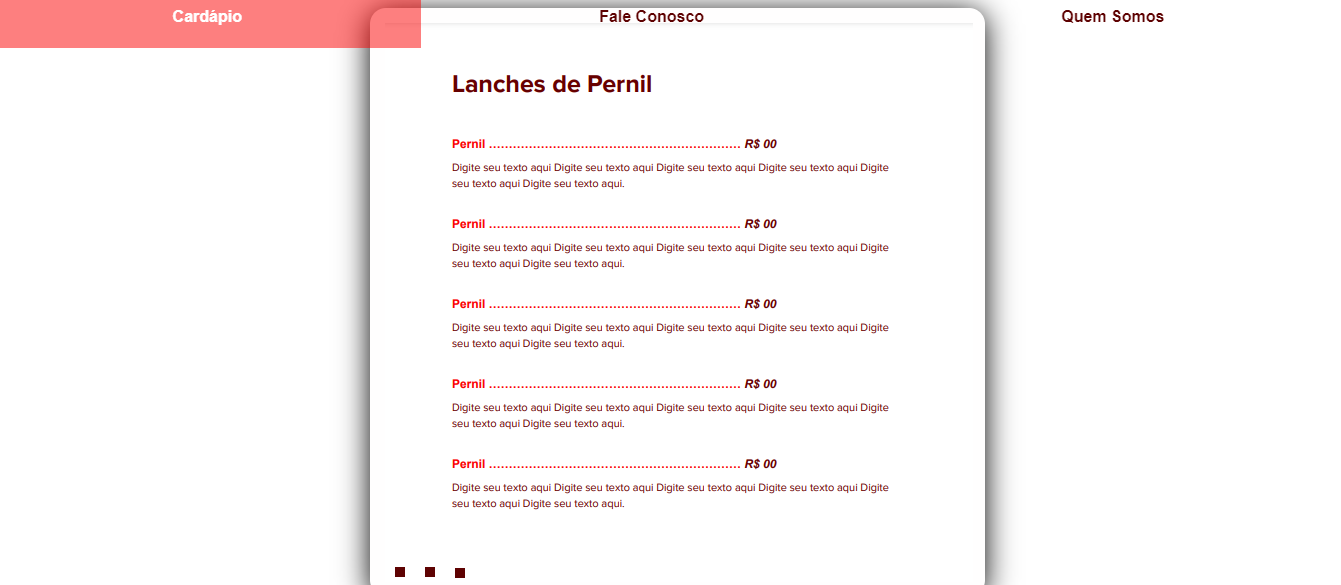 Cardápio Fale Conosco Quem Somos
Lanches de Pernil
Pernil ............................................................... R$ 00
Digite seu texto aqui Digite seu texto aqui Digite seu texto aqui Digite seu texto aqui Digite
seu texto aqui Digite seu texto aqui.
Pernil ............................................................... R$ 00
Digite seu texto aqui Digite seu texto aqui Digite seu texto aqui Digite seu texto aqui Digite
seu texto aqui Digite seu texto aqui.
Pernil ............................................................... R$ 00
Digite seu texto aqui Digite seu texto aqui Digite seu texto aqui Digite seu texto aqui Digite
seu texto aqui Digite seu texto aqui.
Pernil ............................................................... R$ 00
Digite seu texto aqui Digite seu texto aqui Digite seu texto aqui Digite seu texto aqui Digite
seu texto aqui Digite seu texto aqui.
Pernil ............................................................... R$ 00
Digite seu texto aqui Digite seu texto aqui Digite seu texto aqui Digite seu texto aqui Digite
seu texto aqui Digite seu texto aqui.